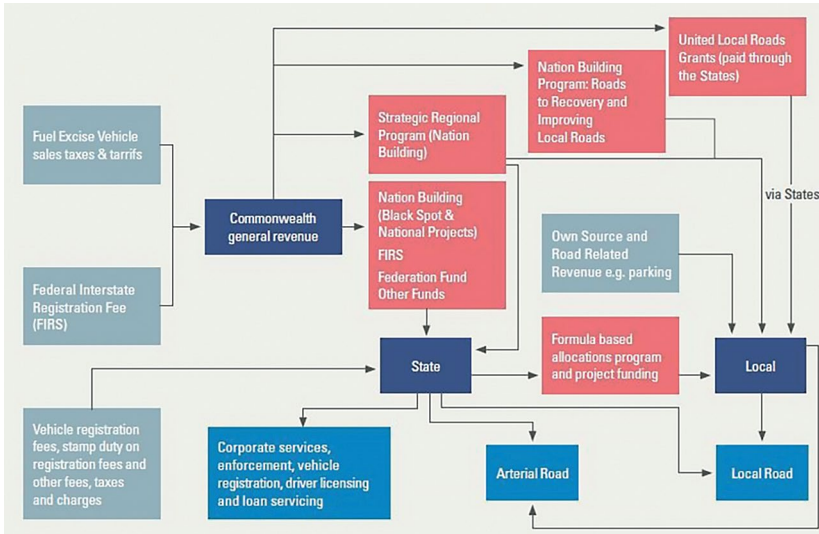 United Local Roads
Grants (paid through
the States)
Nation Building
Program: Roads
to Recovery and
Improving
Local Roads
Strategic Regional
Program (Nation
Building)
Fuel Excise Vehicle
sales taxes & tarrifs
Commonwealth
general revenue
Nation Building
(Black Spot &
National Projects)
FIRS
Federation Fund
Other Funds
via States
Own Source and
Road Related
Revenue e.g. parking
Federal Interstate
Registration Fee
(FIRS)
State
Formula based
allocations program
and project funding
Local
Vehicle registration
fees, stamp duty on
registration fees and
other fees, taxes
and charges
Corporate services,
enforcement, vehicle
registration, driver licensing
and loan servicing
Arterial Road
Local Road